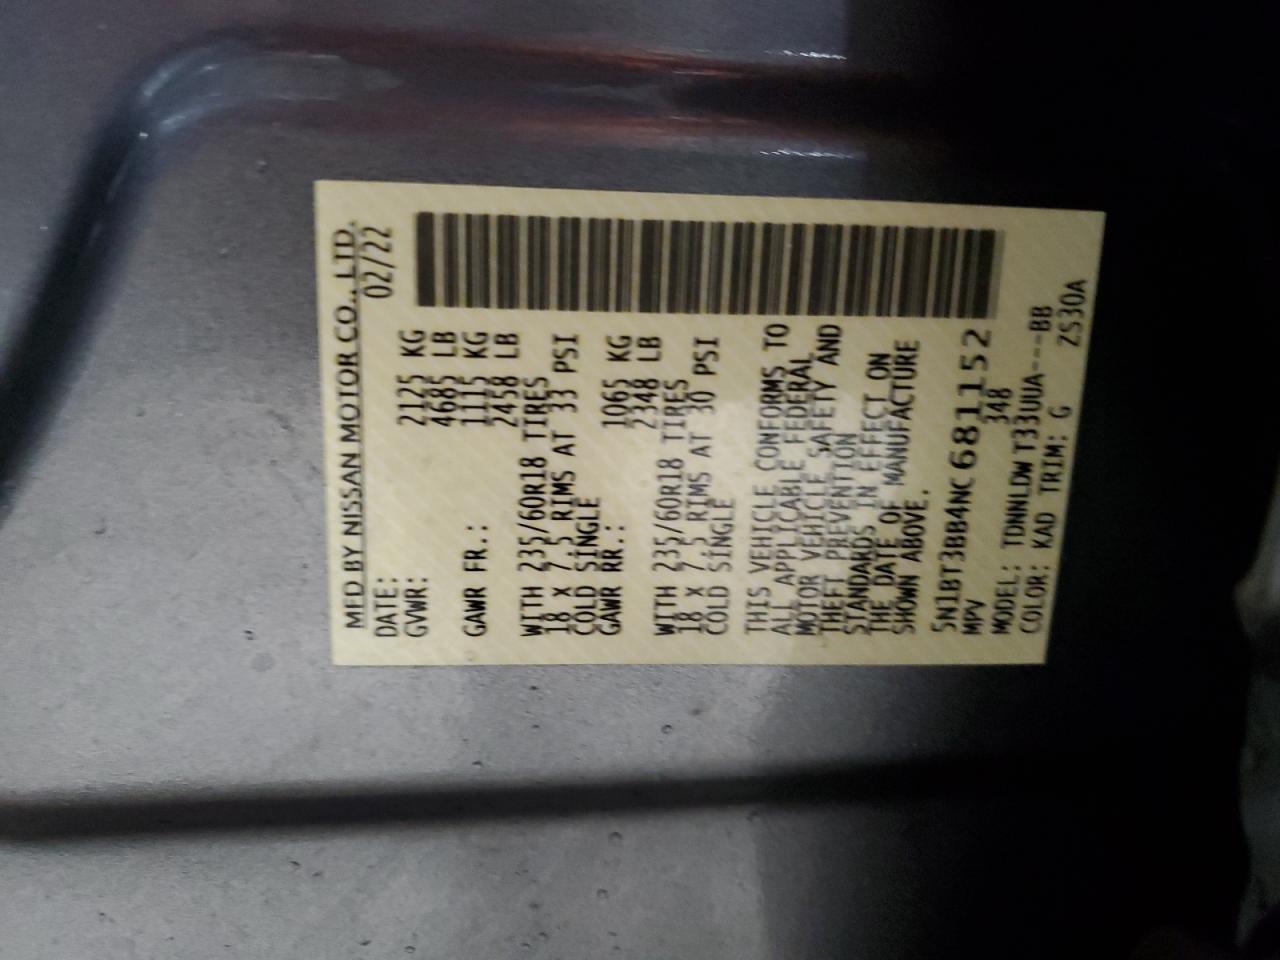 MFD BY NISSAN MOTOR CO., LTD.
DATE: 02/22
GVWR: 2125 KG
4685 LB
GAWR FR.: 1115 KG
2458 LB
WITH 235/60R18 TIRES
18 X 7.5 RIMS AT 33 PSI
COLD SINGLE
GAWR RR.: 1065 KG
2348 LB
WITH 235/60R18 TIRES
18 X 7.5 RIMS AT 30 PSI
COLD SINGLE
THIS VEHICLE CONFORMS TO
ALL APPLICABLE FEDERAL
MOTOR VEHICLE SAFETY AND
THEFT PREVENTION
STANDARDS IN EFFECT ON
THE DATE OF MANUFACTURE
SHOWN ABOVE.
5N1BT3BB4NC681152
MPV 348
MODEL: TDNNLDWT33UUA---BB
COLOR: KAD TRIM: G ZS30A